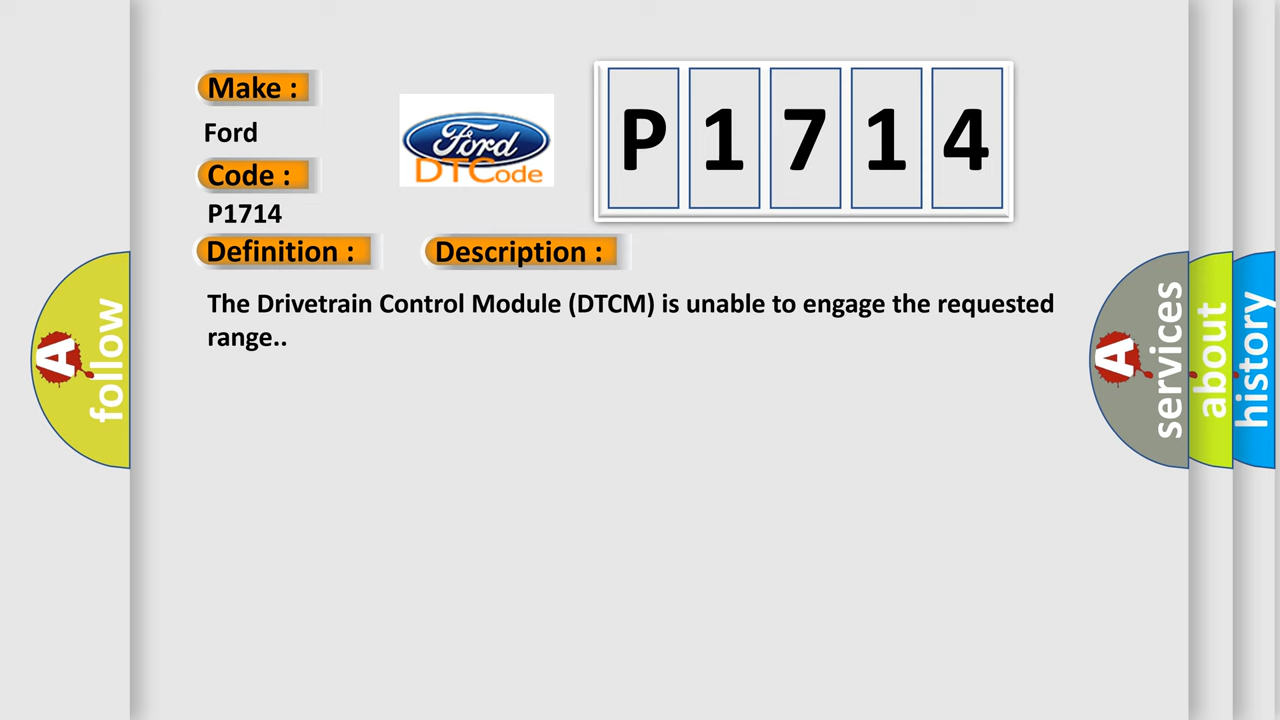 Make :
Ford
Code :
P1714
Ford
DTCode
P 1 7 1 4
Definition :
Description :
The Drivetrain Control Module (DTCM) is unable to engage the requested
range..
A follow
A services
about
history